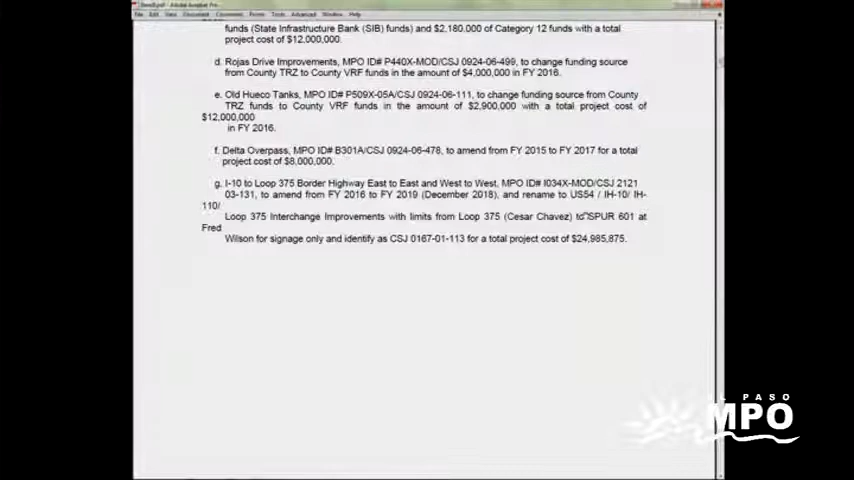 File Edit View Document Comments Forms Tools Advanced Window Help
funds (State Infrastructure Bank (SIB) funds) and $2,180,000 of Category 12 funds with a total
project cost of $12,000,000.
d. Rojas Drive Improvements, MPO ID# P440X-MOD/CSJ 0924-06-499, to change funding source
from County TRZ to County VRF funds in the amount of $4,000,000 in FY 2016.
e. Old Hueco Tanks, MPO ID# P509X-05A/CSJ 0924-06-111, to change funding source from County
TRZ funds to County VRF funds in the amount of $2,900,000 with a total project cost of
$12,000,000
in FY 2016.
f. Delta Overpass, MPO ID# B301A/CSJ 0924-06-478, to amend from FY 2015 to FY 2017 for a total
project cost of $8,000,000.
g. I-10 to Loop 375 Border Highway East to East and West to West, MPO ID# I034X-MOD/CSJ 2121
03-131, to amend from FY 2016 to FY 2019 (December 2018), and rename to US54 / IH-10/ IH-
110/
Loop 375 Interchange Improvements with limits from Loop 375 (Cesar Chavez) to SPUR 601 at
Fred
Wilson for signage only and identify as CSJ 0167-01-113 for a total project cost of $24,985,875.
EL PASO
MPO